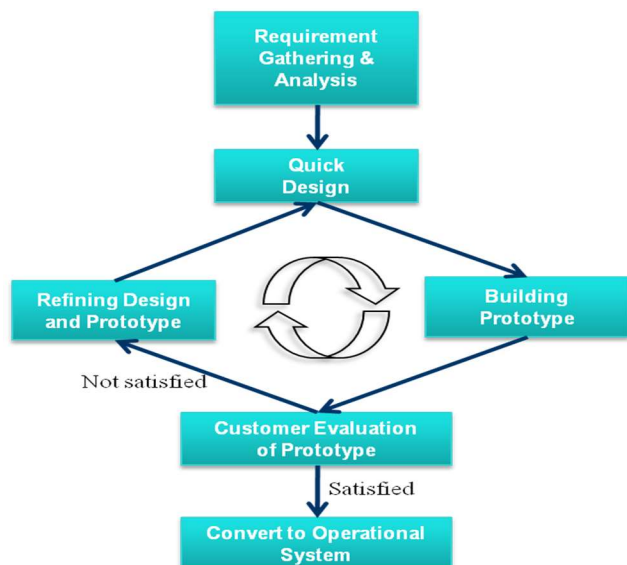 Requirement
Gathering &
Analysis
Quick
Design
Refining Design
and Prototype
Building
Prototype
Not satisfied
Customer Evaluation
of Prototype
Satisfied
Convert to Operational
System